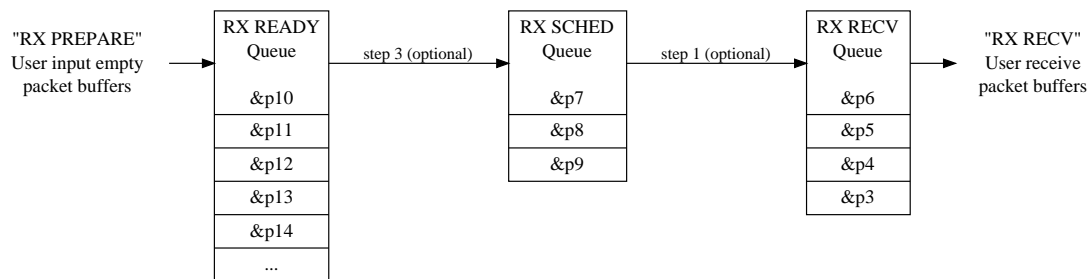 "RX PREPARE"
User input empty
packet buffers
RX READY
Queue
&p10
&p11
&p12
&p13
&p14
...
step 3 (optional)
RX SCHED
Queue
&p7
&p8
&p9
step 1 (optional)
RX RECV
Queue
&p6
&p5
&p4
&p3
"RX RECV"
User receive
packet buffers